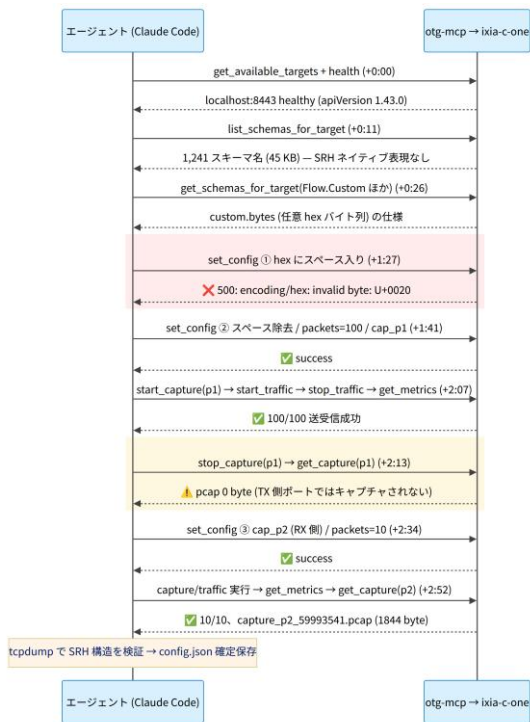 エージェント (Claude Code)
otg-mcp → ixia-c-one
get_available_targets + health (+0:00)
localhost:8443 healthy (apiVersion 1.43.0)
list_schemas_for_target (+0:11)
1,241 スキーマ名 (45 KB) — SRH ネイティブ表現なし
get_schemas_for_target(Flow.Custom ほか) (+0:26)
custom.bytes (任意 hex バイト列) の仕様
set_config ① hex にスペース入り (+1:27)
❌ 500: encoding/hex: invalid byte: U+0020
set_config ② スペース除去 / packets=100 / cap_p1 (+1:41)
✅ success
start_capture(p1) → start_traffic → stop_traffic → get_metrics (+2:07)
✅ 100/100 送受信成功
stop_capture(p1) → get_capture(p1) (+2:13)
⚠️ pcap 0 byte (TX 側ポートではキャプチャされない)
set_config ③ cap_p2 (RX 側) / packets=10 (+2:34)
✅ success
capture/traffic 実行 → get_metrics → get_capture(p2) (+2:52)
✅ 10/10、capture_p2_59993541.pcap (1844 byte)
tcpdump で SRH 構造を検証 → config.json 確定保存
エージェント (Claude Code)
otg-mcp → ixia-c-one